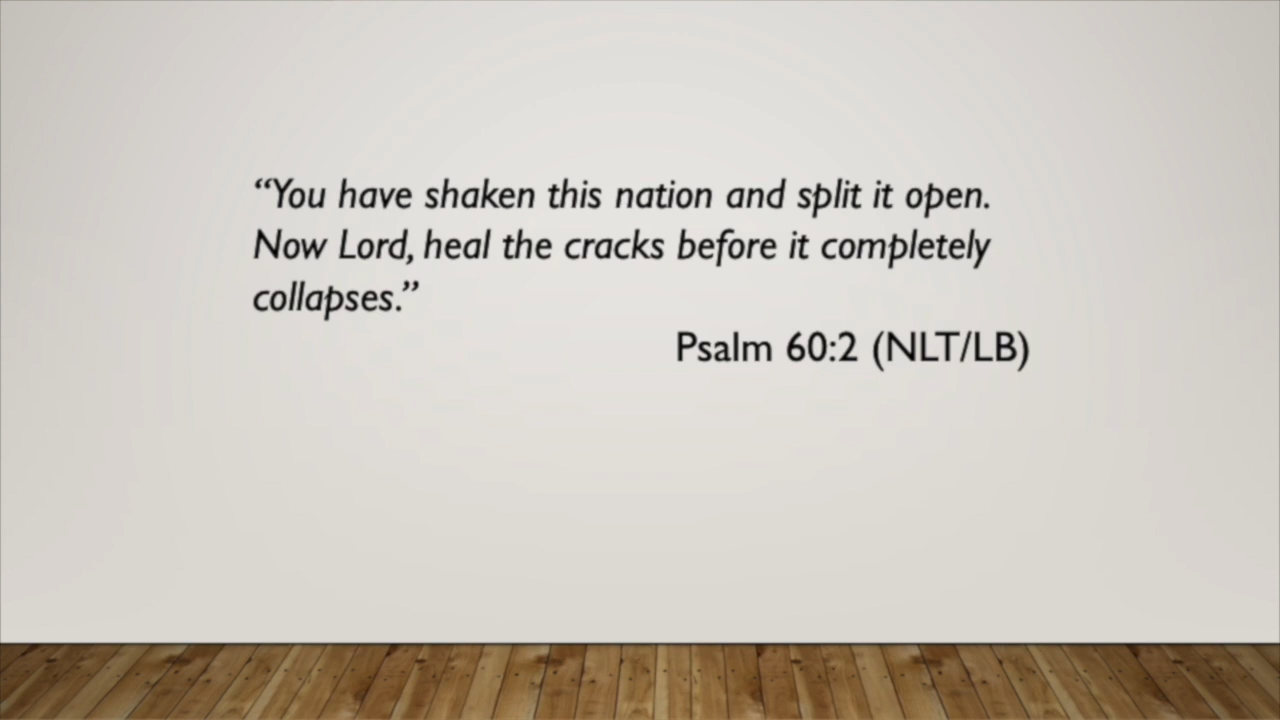 “You have shaken this nation and split it open.
Now Lord, heal the cracks before it completely
collapses.”
Psalm 60:2 (NLT/LB)